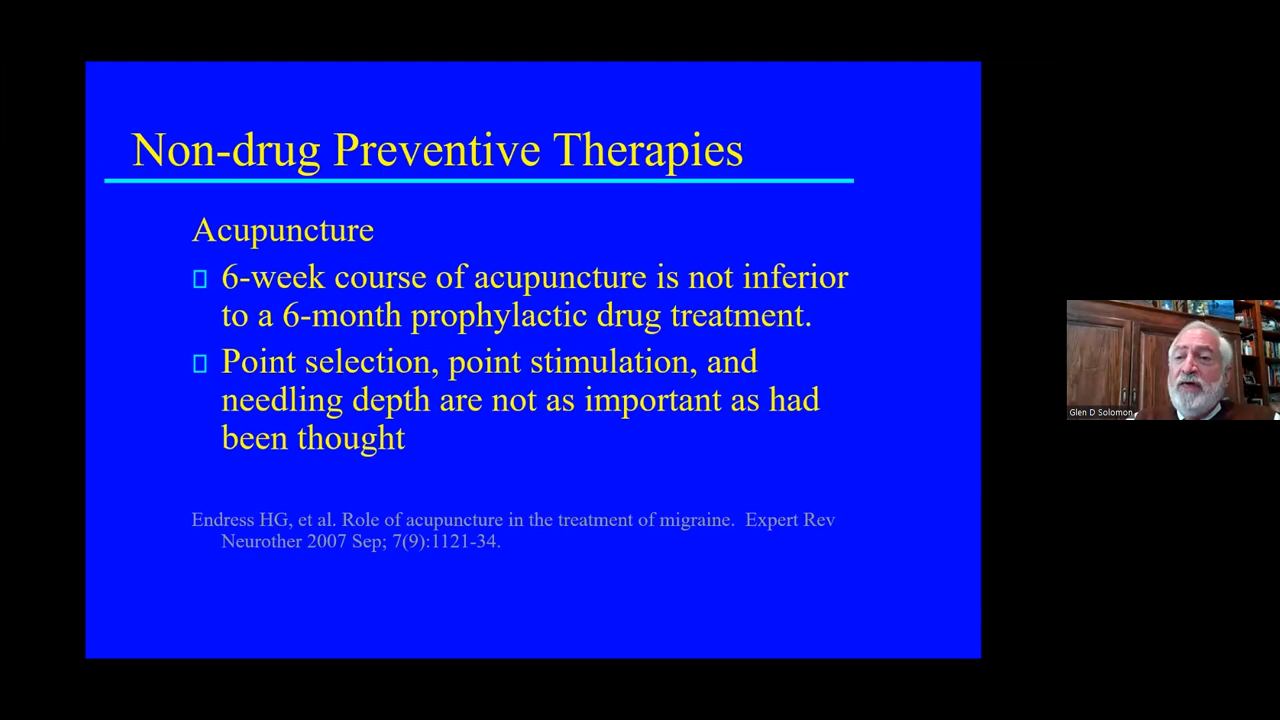 Non-drug Preventive Therapies
Acupuncture
6-week course of acupuncture is not inferior
to a 6-month prophylactic drug treatment.
Point selection, point stimulation, and
needling depth are not as important as had
been thought
Endress HG, et al. Role of acupuncture in the treatment of migraine. Expert Rev
Neurother 2007 Sep; 7(9):1121-34.
Glen D Solomon